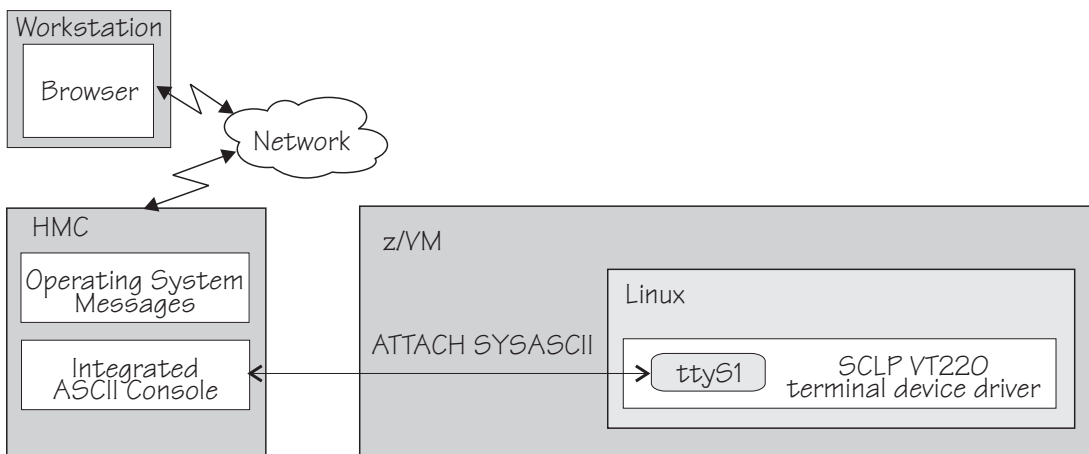 Workstation
Browser
Network
HMC
Operating System
Messages
Integrated
ASCII Console
z/VM
ATTACH SYSASCII
Linux
ttyS1
SCLP VT220
terminal device driver